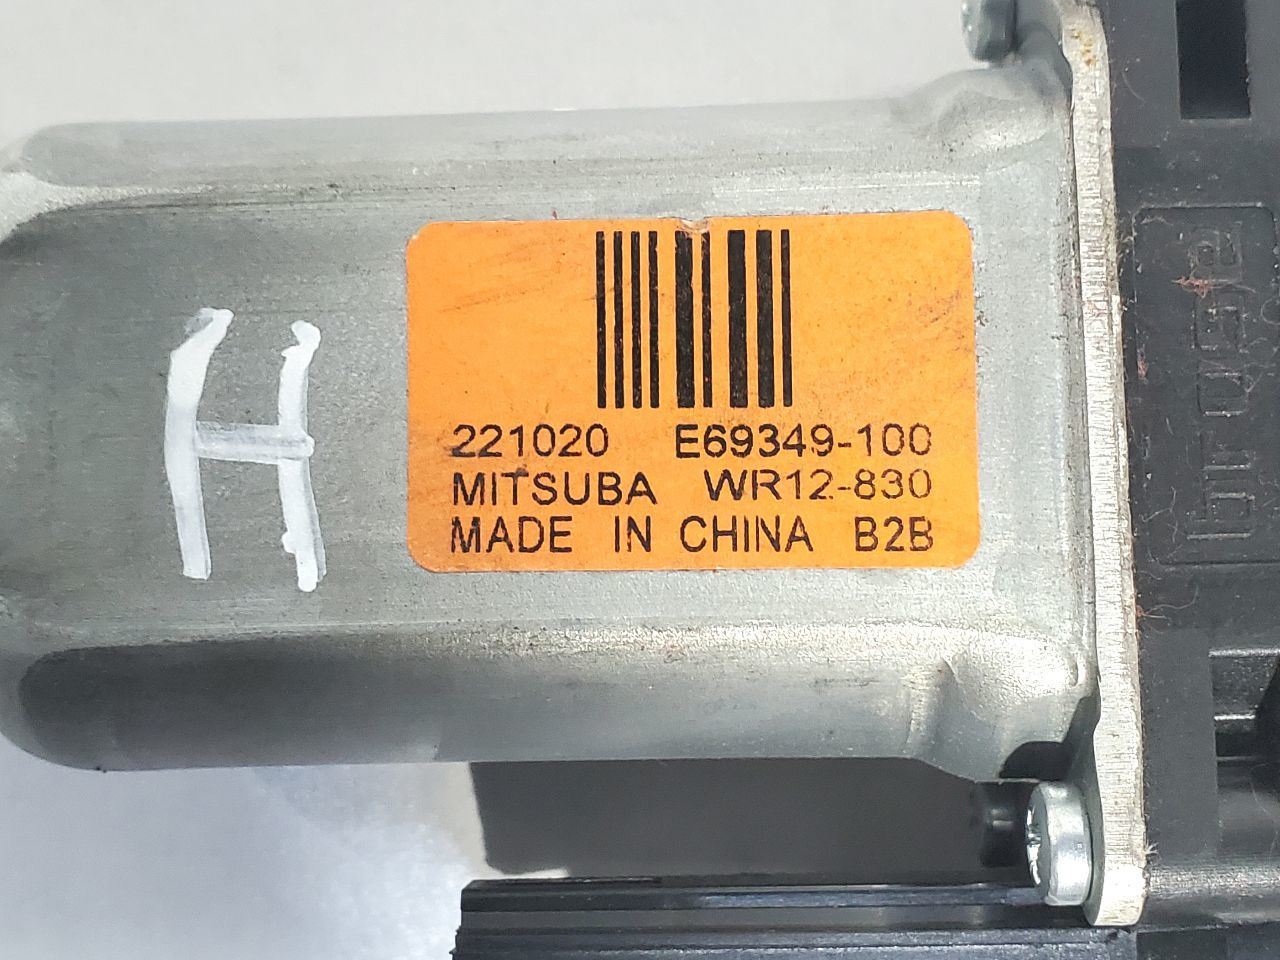 H
221020 E69349-100
MITSUBA WR12-830
MADE IN CHINA B2B